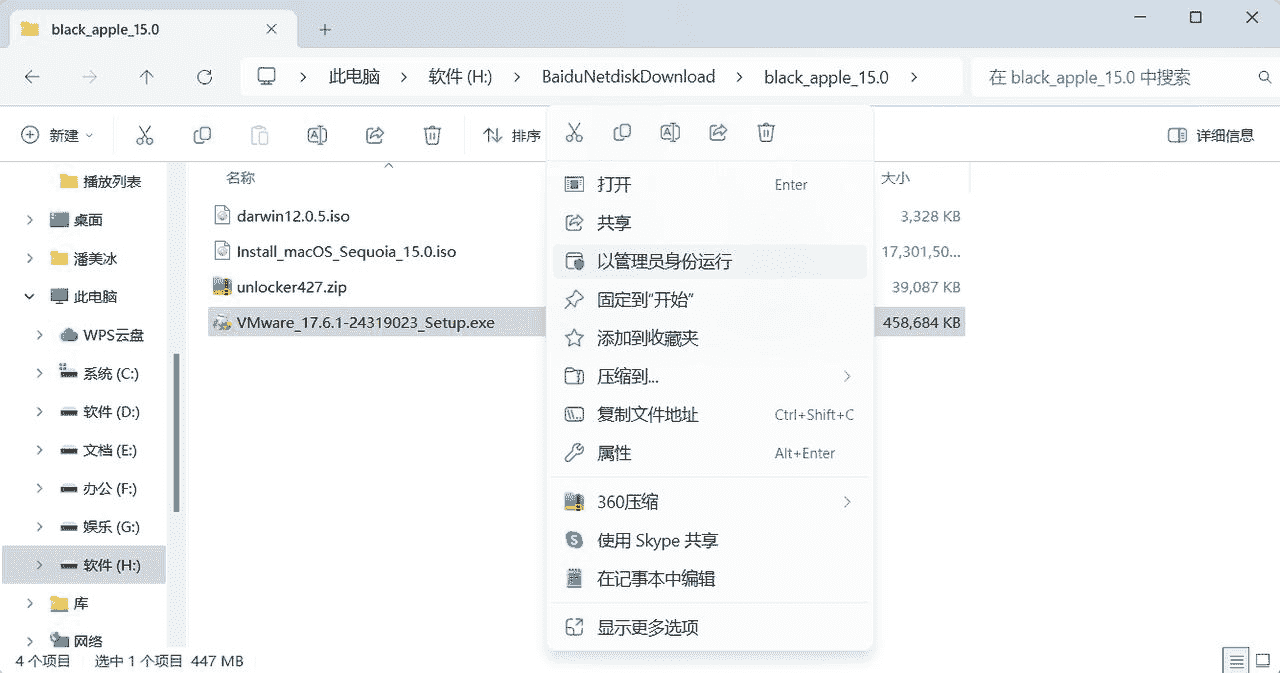 black_apple_15.0
此电脑 软件 (H:) BaiduNetdiskDownload black_apple_15.0 在 black_apple_15.0 中搜索
新建 排序 详细信息
播放列表
桌面
潘美冰
此电脑
WPS云盘
系统 (C:)
软件 (D:)
文档 (E:)
办公 (F:)
娱乐 (G:)
软件 (H:)
库
网络
名称 大小
darwin12.0.5.iso 3,328 KB
Install_macOS_Sequoia_15.0.iso 17,301,50...
unlocker427.zip 39,087 KB
VMware_17.6.1-24319023_Setup.exe 458,684 KB
打开 Enter
共享
以管理员身份运行
固定到“开始”
添加到收藏夹
压缩到...
复制文件地址 Ctrl+Shift+C
属性 Alt+Enter
360压缩
使用 Skype 共享
在记事本中编辑
显示更多选项
4 个项目 选中 1 个项目 447 MB